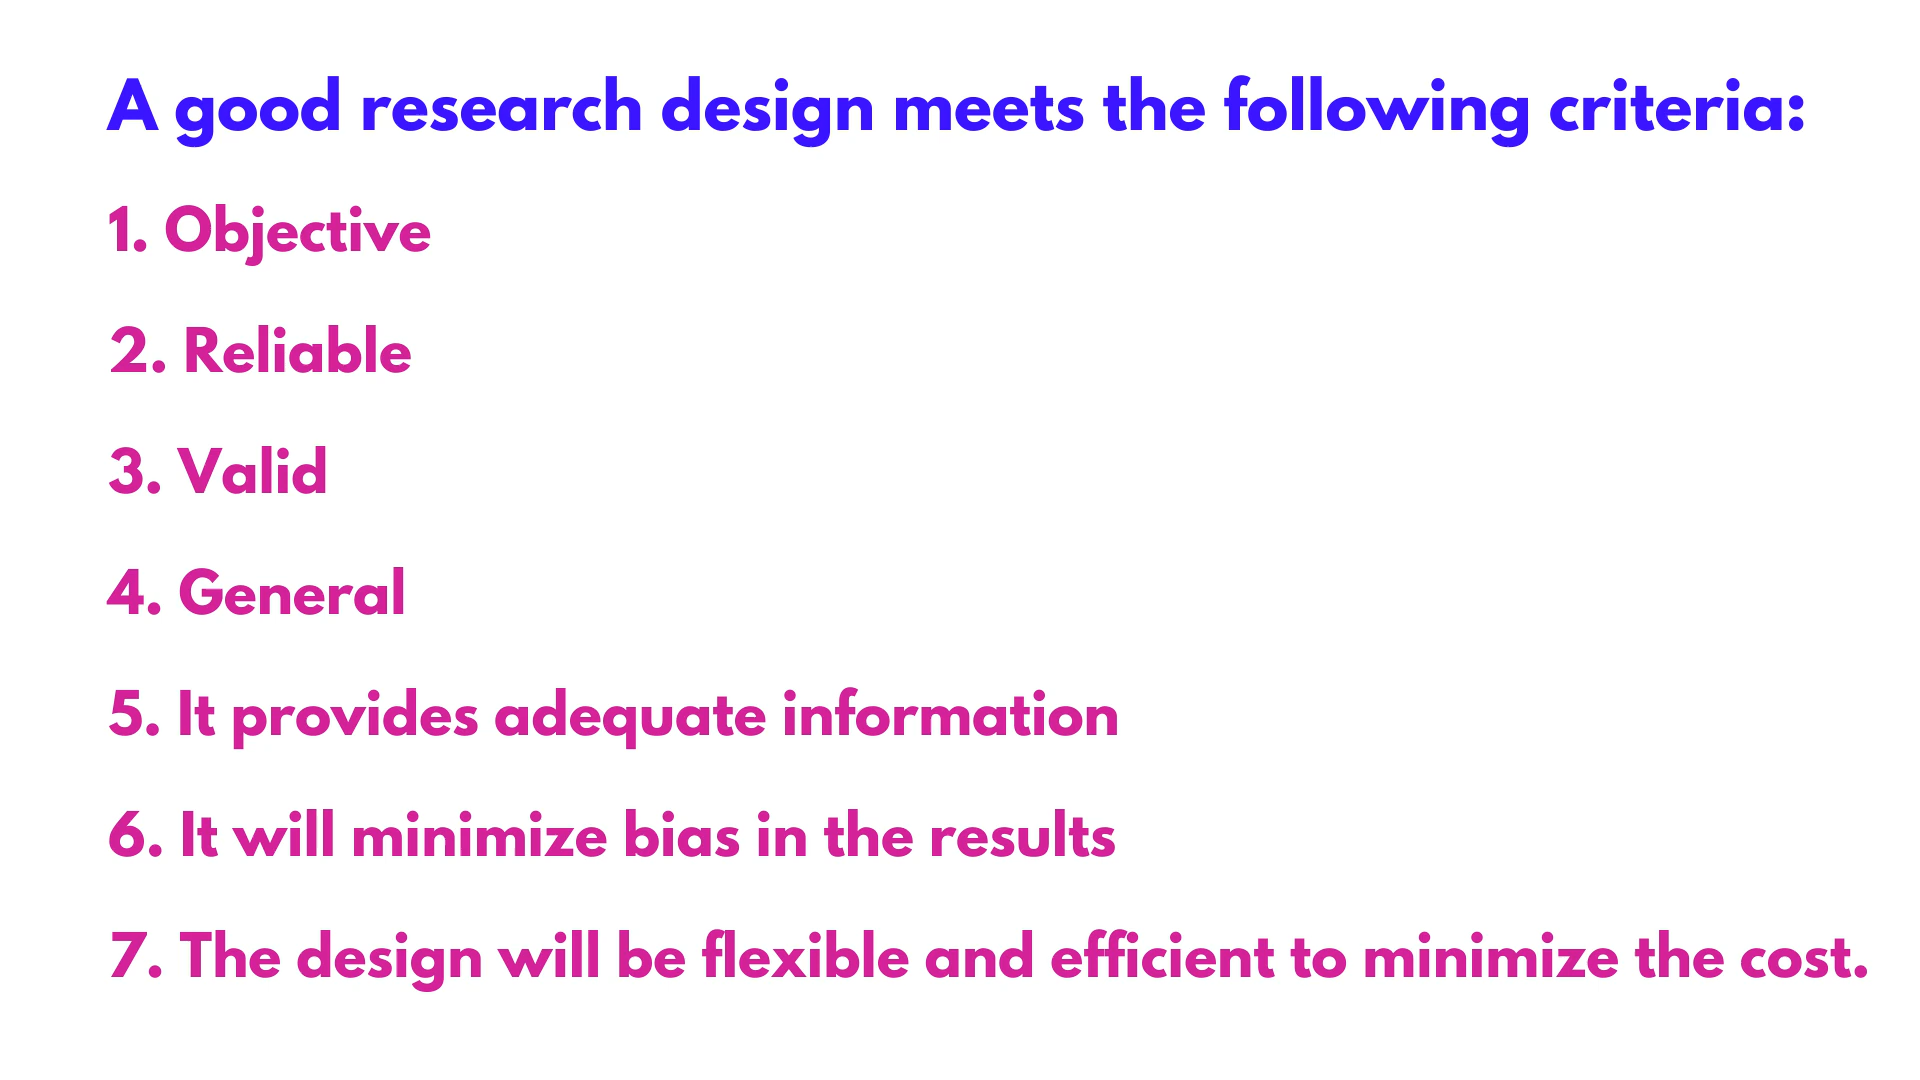 A good research design meets the following criteria:
1. Objective
2. Reliable
3. Valid
4. General
5. It provides adequate information
6. It will minimize bias in the results
7. The design will be flexible and efficient to minimize the cost.